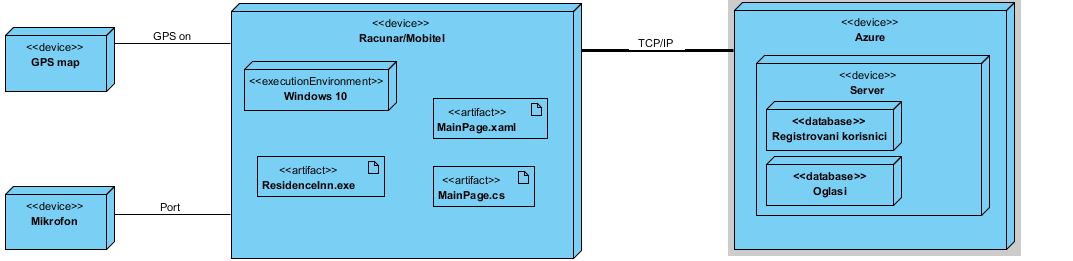 <<device>>
GPS map
GPS on
<<device>>
Mikrofon
Port
<<device>>
Racunar/Mobitel
<<executionEnvironment>>
Windows 10
<<artifact>>
MainPage.xaml
<<artifact>>
ResidenceInn.exe
<<artifact>>
MainPage.cs
TCP/IP
<<device>>
Azure
<<device>>
Server
<<database>>
Registrovani korisnici
<<database>>
Oglasi